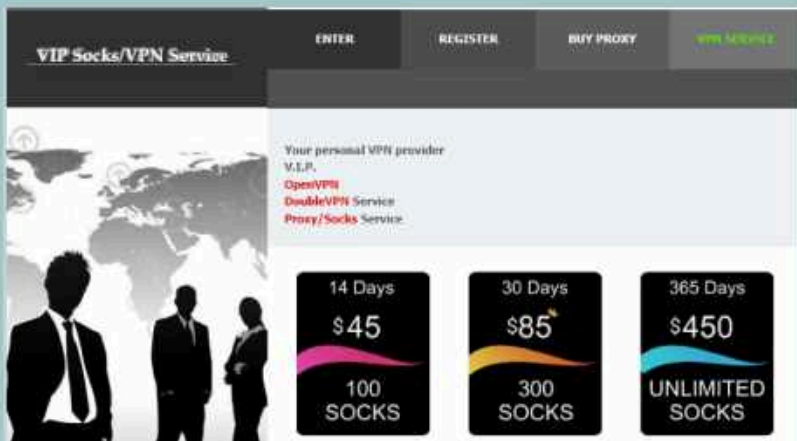 VIP Socks/VPN Service
ENTER
REGISTER
BUY PROXY
VPN SERVICE
Your personal VPN provider
V.I.P.
OpenVPN
DoubleVPN Service
Proxy/Socks Service
14 Days
$45
100
SOCKS
30 Days
$85
300
SOCKS
365 Days
$450
UNLIMITED
SOCKS